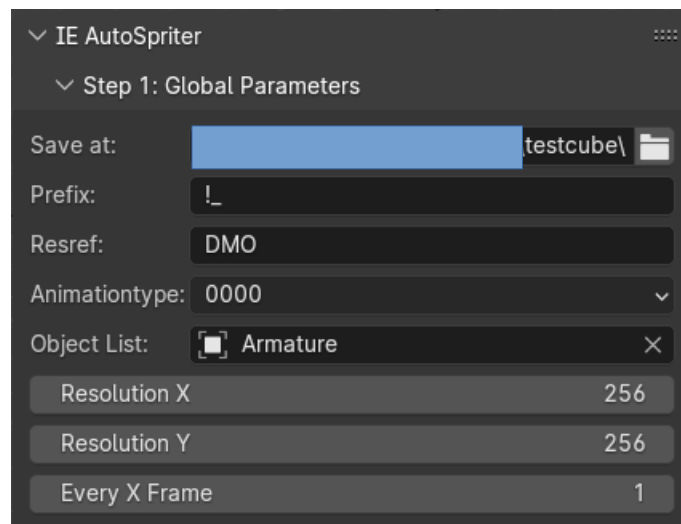 IE AutoSpriter
Step 1: Global Parameters
Save at: \testcube\
Prefix: !_
Resref: DMO
Animationtype: 0000
Object List: Armature
Resolution X 256
Resolution Y 256
Every X Frame 1